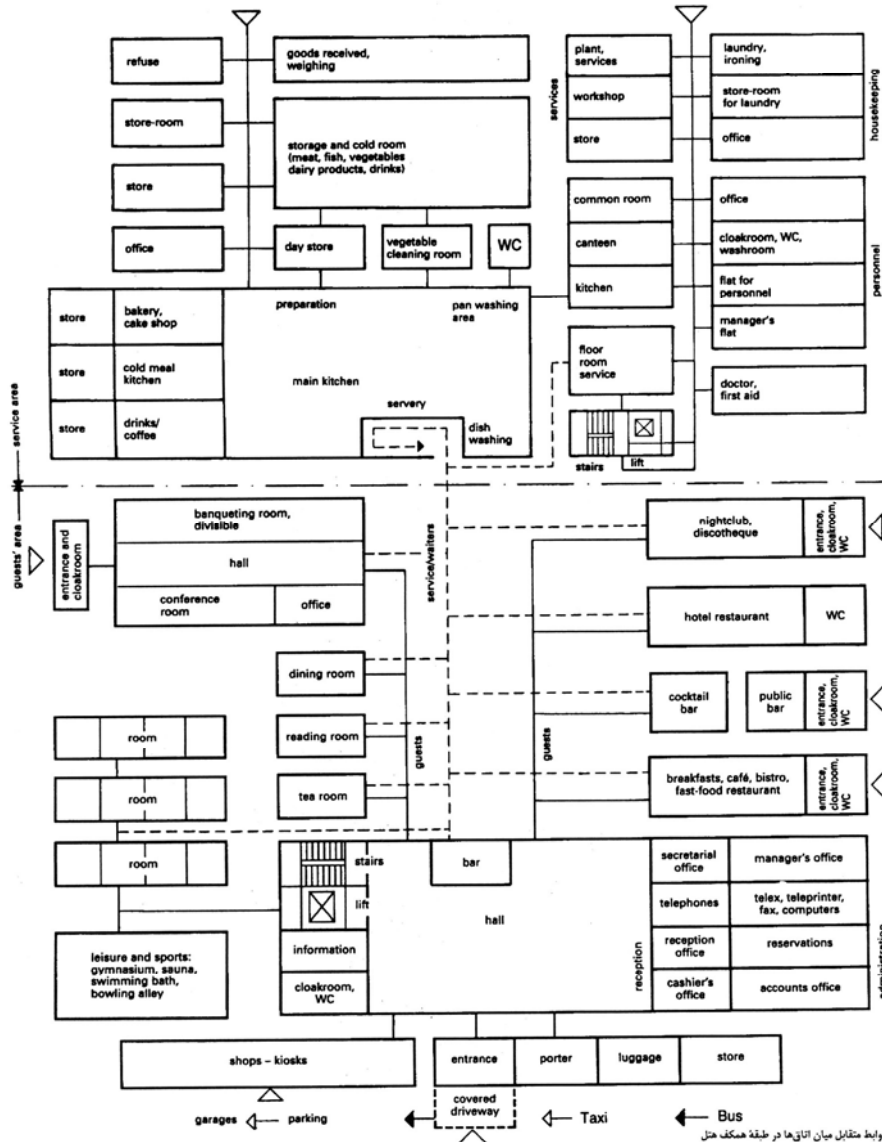 refuse
goods received,
weighing
store-room
storage and cold room
(meat, fish, vegetables
dairy products, drinks)
store
office
day store
vegetable
cleaning room
WC
plant,
services
workshop
store
services
laundry,
ironing
store-room
for laundry
office
housekeeping
common room
canteen
kitchen
office
cloakroom, WC,
washroom
flat for
personnel
manager's
flat
personnel
floor
room
service
doctor,
first aid
stairs
lift
store
bakery,
cake shop
store
cold meal
kitchen
store
drinks/
coffee
preparation
pan washing
area
main kitchen
servery
dish
washing
service area
guests' area
entrance and
cloakroom
banqueting room,
divisible
hall
conference
room
office
service/waiters
nightclub,
discotheque
entrance,
cloakroom,
WC
hotel restaurant
WC
dining room
cocktail
bar
public
bar
entrance,
cloakroom,
WC
reading room
guests
guests
tea room
breakfasts, café, bistro,
fast-food restaurant
entrance,
cloakroom,
WC
room
room
room
leisure and sports:
gymnasium, sauna,
swimming bath,
bowling alley
stairs
lift
information
cloakroom,
WC
bar
hall
reception
secretarial
office
manager's office
telephones
telex, teleprinter,
fax, computers
reception
office
reservations
cashier's
office
accounts office
administration
shops – kiosks
entrance
porter
luggage
store
covered
driveway
garages
parking
Taxi
Bus
متقابل میان اتاق‌ها در طبقة همکف هتل